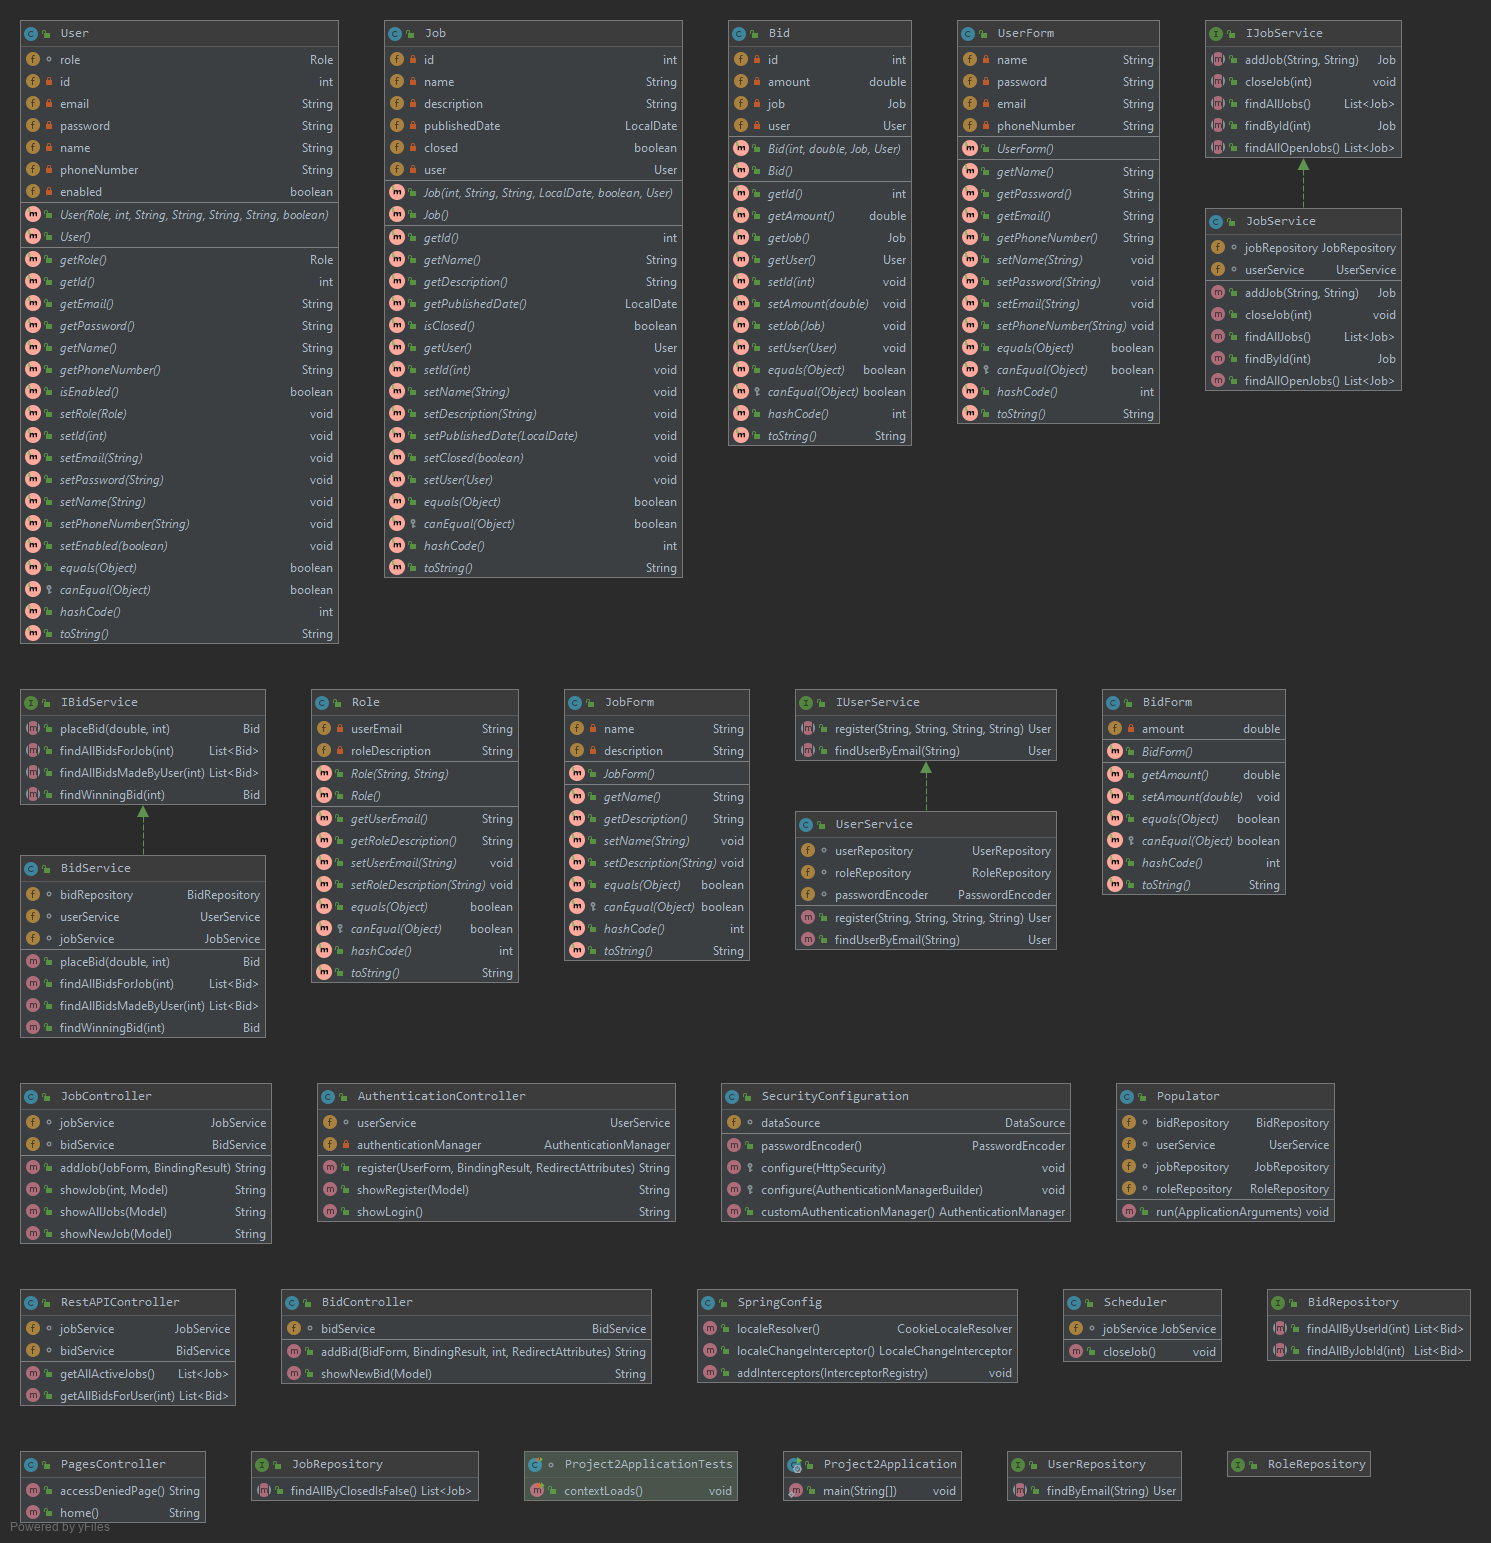 User
role Role
id int
email String
password String
name String
phoneNumber String
enabled boolean
User(Role, int, String, String, String, String, boolean)
User()
getRole() Role
getId() int
getEmail() String
getPassword() String
getName() String
getPhoneNumber() String
isEnabled() boolean
setRole(Role) void
setId(int) void
setEmail(String) void
setPassword(String) void
setName(String) void
setPhoneNumber(String) void
setEnabled(boolean) void
equals(Object) boolean
canEqual(Object) boolean
hashCode() int
toString() String
Job
id int
name String
description String
publishedDate LocalDate
closed boolean
user User
Job(int, String, String, LocalDate, boolean, User)
Job()
getId() int
getName() String
getDescription() String
getPublishedDate() LocalDate
isClosed() boolean
getUser() User
setId(int) void
setName(String) void
setDescription(String) void
setPublishedDate(LocalDate) void
setClosed(boolean) void
setUser(User) void
equals(Object) boolean
canEqual(Object) boolean
hashCode() int
toString() String
Bid
id int
amount double
job Job
user User
Bid(int, double, Job, User)
Bid()
getId() int
getAmount() double
getJob() Job
getUser() User
setId(int) void
setAmount(double) void
setJob(Job) void
setUser(User) void
equals(Object) boolean
canEqual(Object) boolean
hashCode() int
toString() String
UserForm
name String
password String
email String
phoneNumber String
UserForm()
getName() String
getPassword() String
getEmail() String
getPhoneNumber() String
setName(String) void
setPassword(String) void
setEmail(String) void
setPhoneNumber(String) void
equals(Object) boolean
canEqual(Object) boolean
hashCode() int
toString() String
IJobService
addJob(String, String) Job
closeJob(int) void
findAllJobs() List<Job>
findById(int) Job
findAllOpenJobs() List<Job>
JobService
jobRepository JobRepository
userService UserService
addJob(String, String) Job
closeJob(int) void
findAllJobs() List<Job>
findById(int) Job
findAllOpenJobs() List<Job>
IBidService
placeBid(double, int) Bid
findAllBidsForJob(int) List<Bid>
findAllBidsMadeByUser(int) List<Bid>
findWinningBid(int) Bid
BidService
bidRepository BidRepository
userService UserService
jobService JobService
placeBid(double, int) Bid
findAllBidsForJob(int) List<Bid>
findAllBidsMadeByUser(int) List<Bid>
findWinningBid(int) Bid
Role
userEmail String
roleDescription String
Role(String, String)
Role()
getUserEmail() String
getRoleDescription() String
setUserEmail(String) void
setRoleDescription(String) void
equals(Object) boolean
canEqual(Object) boolean
hashCode() int
toString() String
JobForm
name String
description String
JobForm()
getName() String
getDescription() String
setName(String) void
setDescription(String) void
equals(Object) boolean
canEqual(Object) boolean
hashCode() int
toString() String
IUserService
register(String, String, String, String) User
findUserByEmail(String) User
UserService
userRepository UserRepository
roleRepository RoleRepository
passwordEncoder PasswordEncoder
register(String, String, String, String) User
findUserByEmail(String) User
BidForm
amount double
BidForm()
getAmount() double
setAmount(double) void
equals(Object) boolean
canEqual(Object) boolean
hashCode() int
toString() String
JobController
jobService JobService
bidService BidService
addJob(JobForm, BindingResult) String
showJob(int, Model) String
showAllJobs(Model) String
showNewJob(Model) String
AuthenticationController
userService UserService
authenticationManager AuthenticationManager
register(UserForm, BindingResult, RedirectAttributes) String
showRegister(Model) String
showLogin() String
SecurityConfiguration
dataSource DataSource
passwordEncoder() PasswordEncoder
configure(HttpSecurity) void
configure(AuthenticationManagerBuilder) void
customAuthenticationManager() AuthenticationManager
Populator
bidRepository BidRepository
userService UserService
jobRepository JobRepository
roleRepository RoleRepository
run(ApplicationArguments) void
RestAPIController
jobService JobService
bidService BidService
getAllActiveJobs() List<Job>
getAllBidsForUser(int) List<Bid>
BidController
bidService BidService
addBid(BidForm, BindingResult, int, RedirectAttributes) String
showNewBid(Model) String
SpringConfig
localeResolver() CookieLocaleResolver
localeChangeInterceptor() LocaleChangeInterceptor
addInterceptors(InterceptorRegistry) void
Scheduler
jobService JobService
closeJob() void
BidRepository
findAllByUserId(int) List<Bid>
findAllByJobId(int) List<Bid>
PagesController
accessDeniedPage() String
home() String
JobRepository
findAllByClosedIsFalse() List<Job>
Project2ApplicationTests
contextLoads() void
Project2Application
main(String[]) void
UserRepository
findByEmail(String) User
RoleRepository
Powered by yFiles